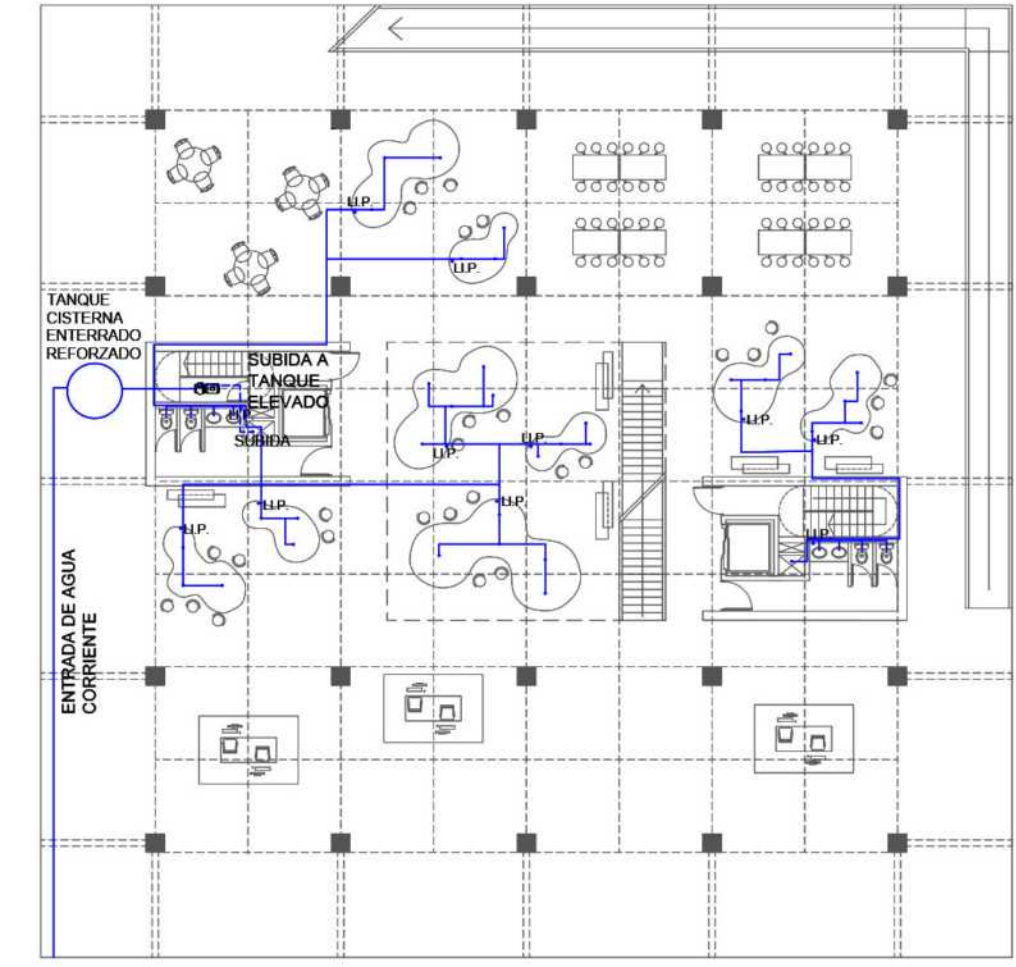 LL.P.
LL.P.
TANQUE
CISTERNA
ENTERRADO
REFORZADO
SUBIDA A
TANQUE
ELEVADO
SUBIDA
LL.P.
LL.P.
LL.P.
LL.P.
LL.P.
LL.P.
LL.P.
LL.P.
LL.P.
ENTRADA DE AGUA
CORRIENTE